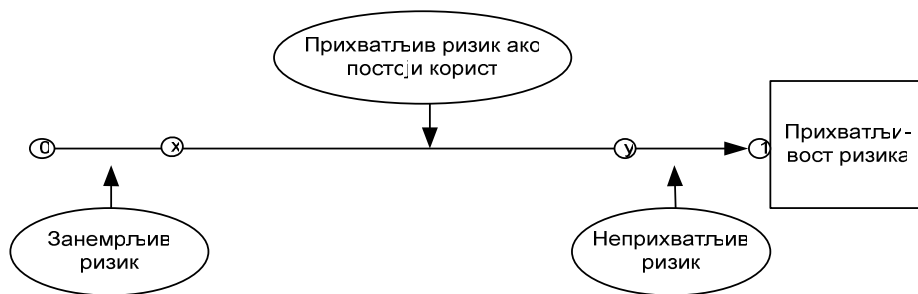 Прихватљив ризик ако
постоји корист
0
x
y
1
Прихватљи-
вост ризика
Занемрљив
ризик
Неприхватљив
ризик